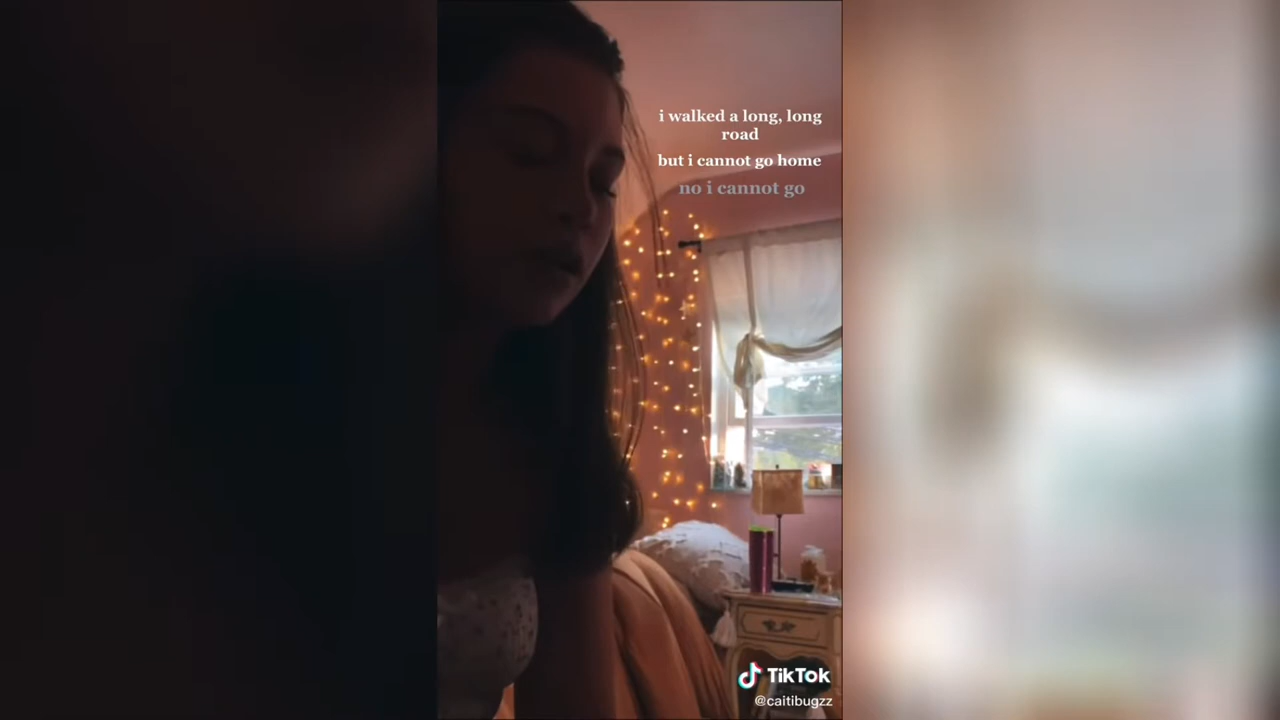 i walked a long, long
road
but i cannot go home
no i cannot go
TikTok
@caitibugzz